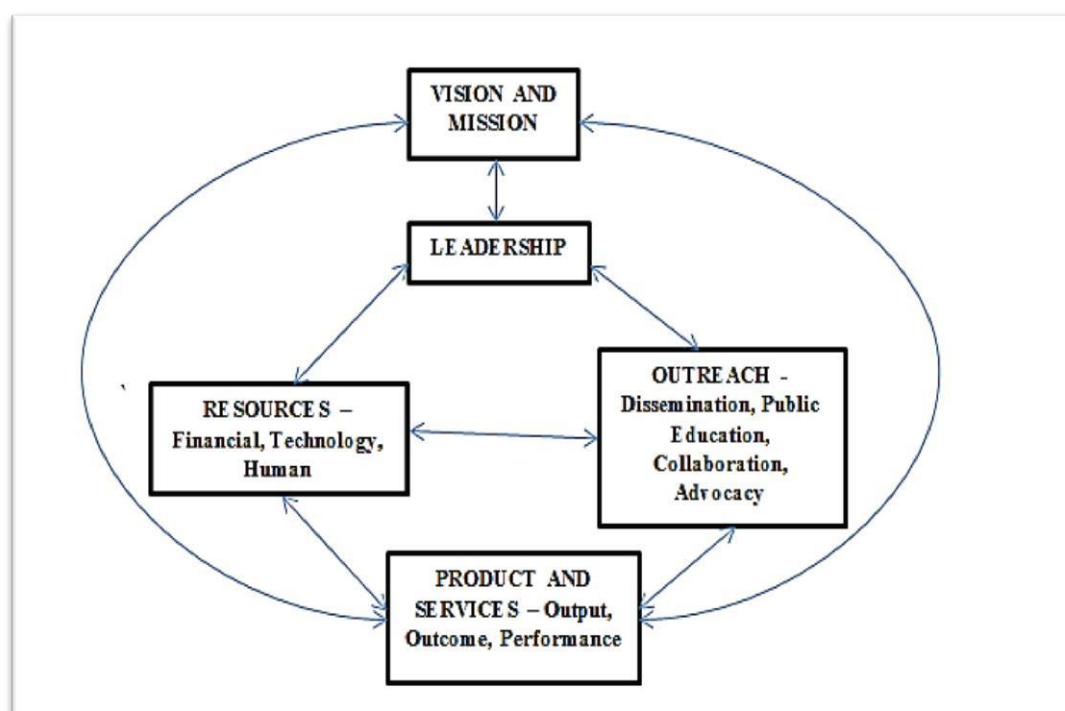 VISION AND
MISSION
LEADERSHIP
RESOURCES –
Financial, Technology,
Human
OUTREACH -
Dissemination, Public
Education,
Collaboration,
Advocacy
PRODUCT AND
SERVICES – Output,
Outcome, Performance